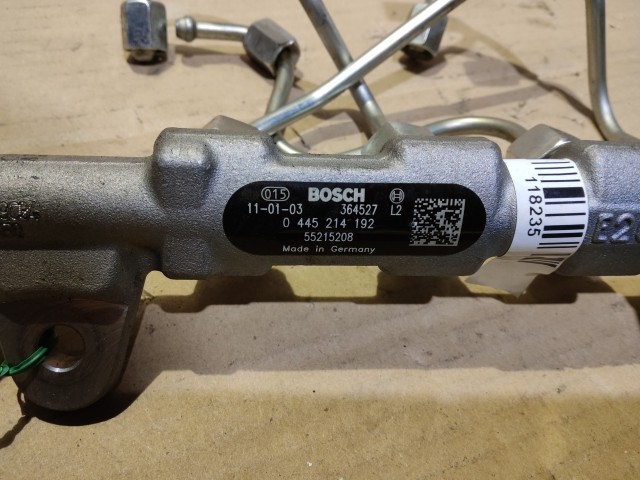 015 BOSCH
11-01-03 364527 L2
0 445 214 192
55215208
Made in Germany
118235